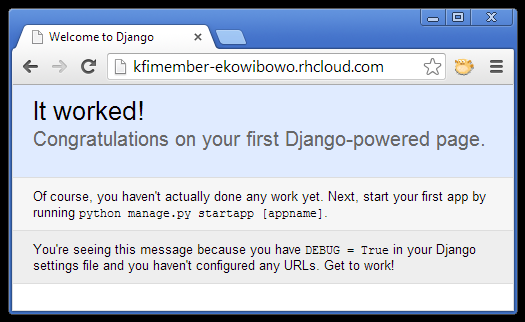 Welcome to Django
kfimember-ekowibowo.rhcloud.com
It worked!
Congratulations on your first Django-powered page.
Of course, you haven't actually done any work yet. Next, start your first app by
running python manage.py startapp [appname].
You're seeing this message because you have DEBUG = True in your Django
settings file and you haven't configured any URLs. Get to work!